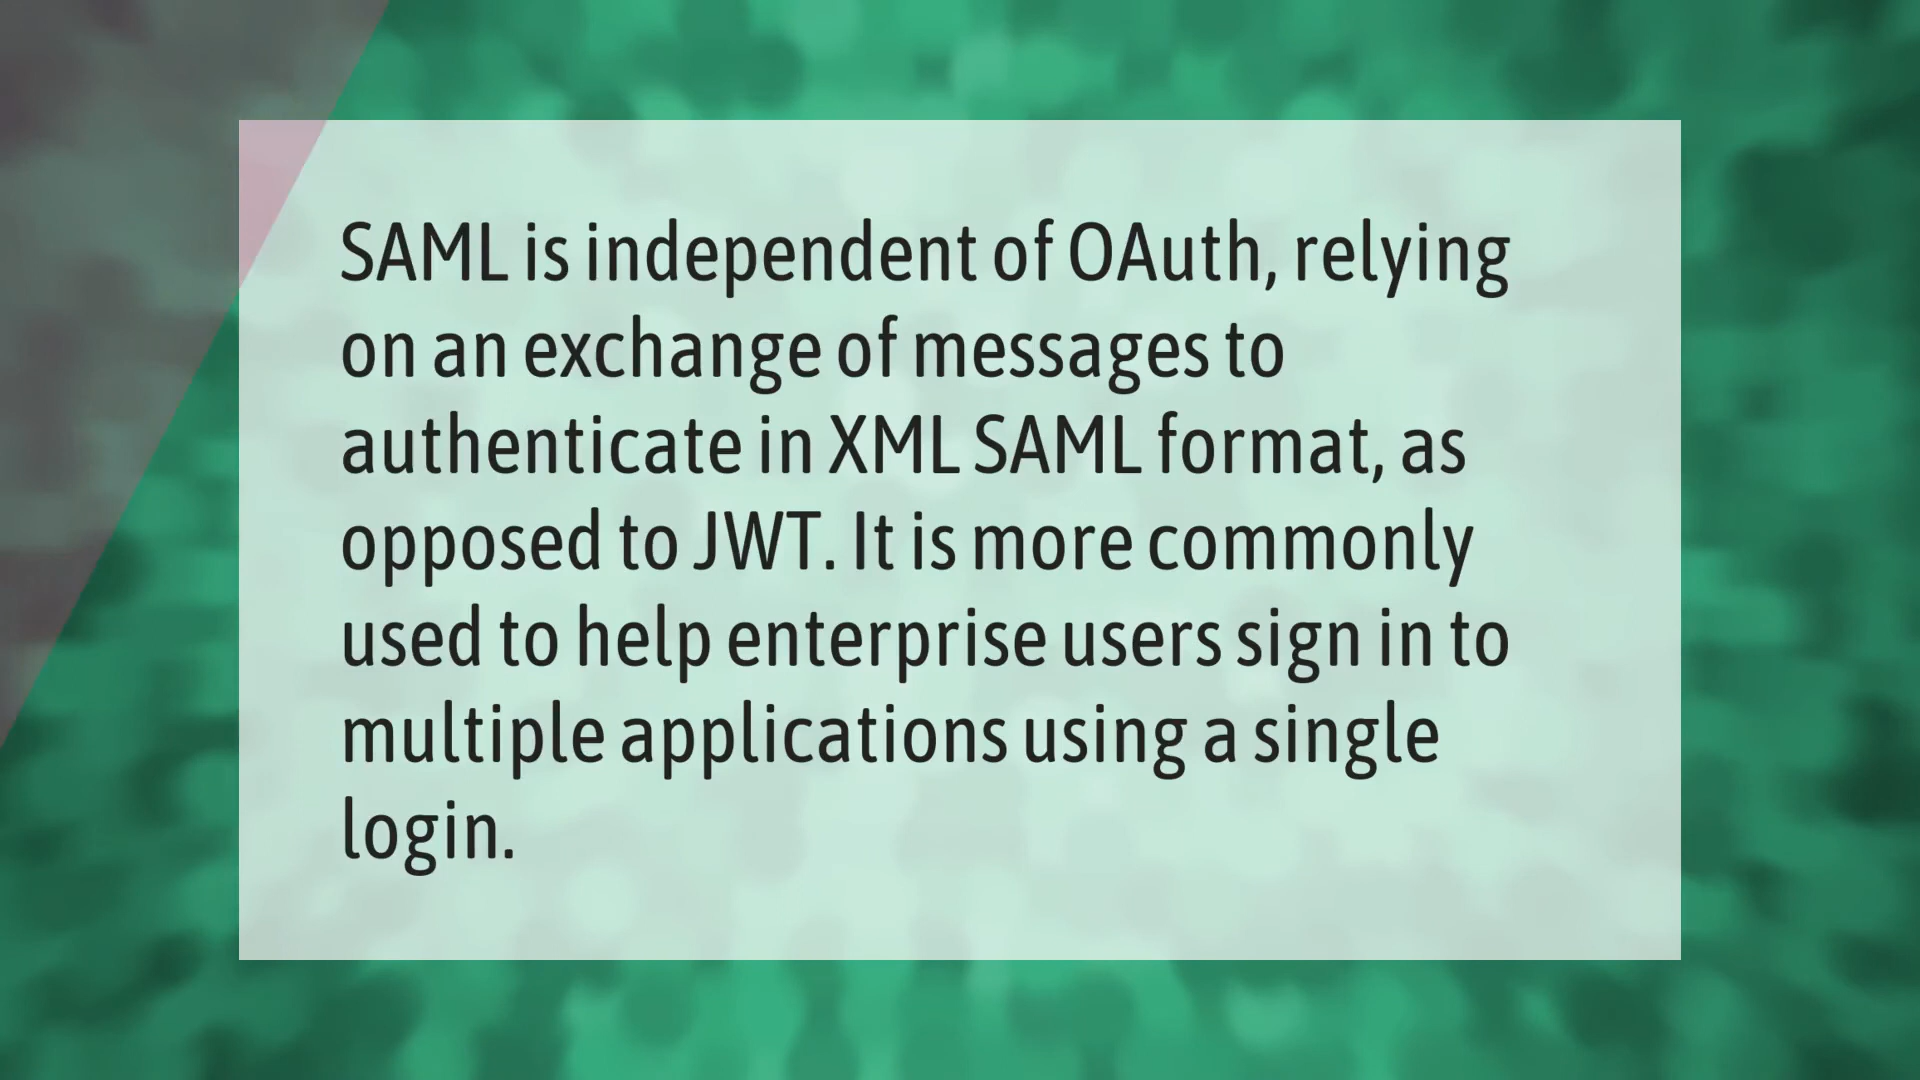 SAML is independent of OAuth, relying
on an exchange of messages to
authenticate in XML SAML format, as
opposed to JWT. It is more commonly
used to help enterprise users sign in to
multiple applications using a single
login.